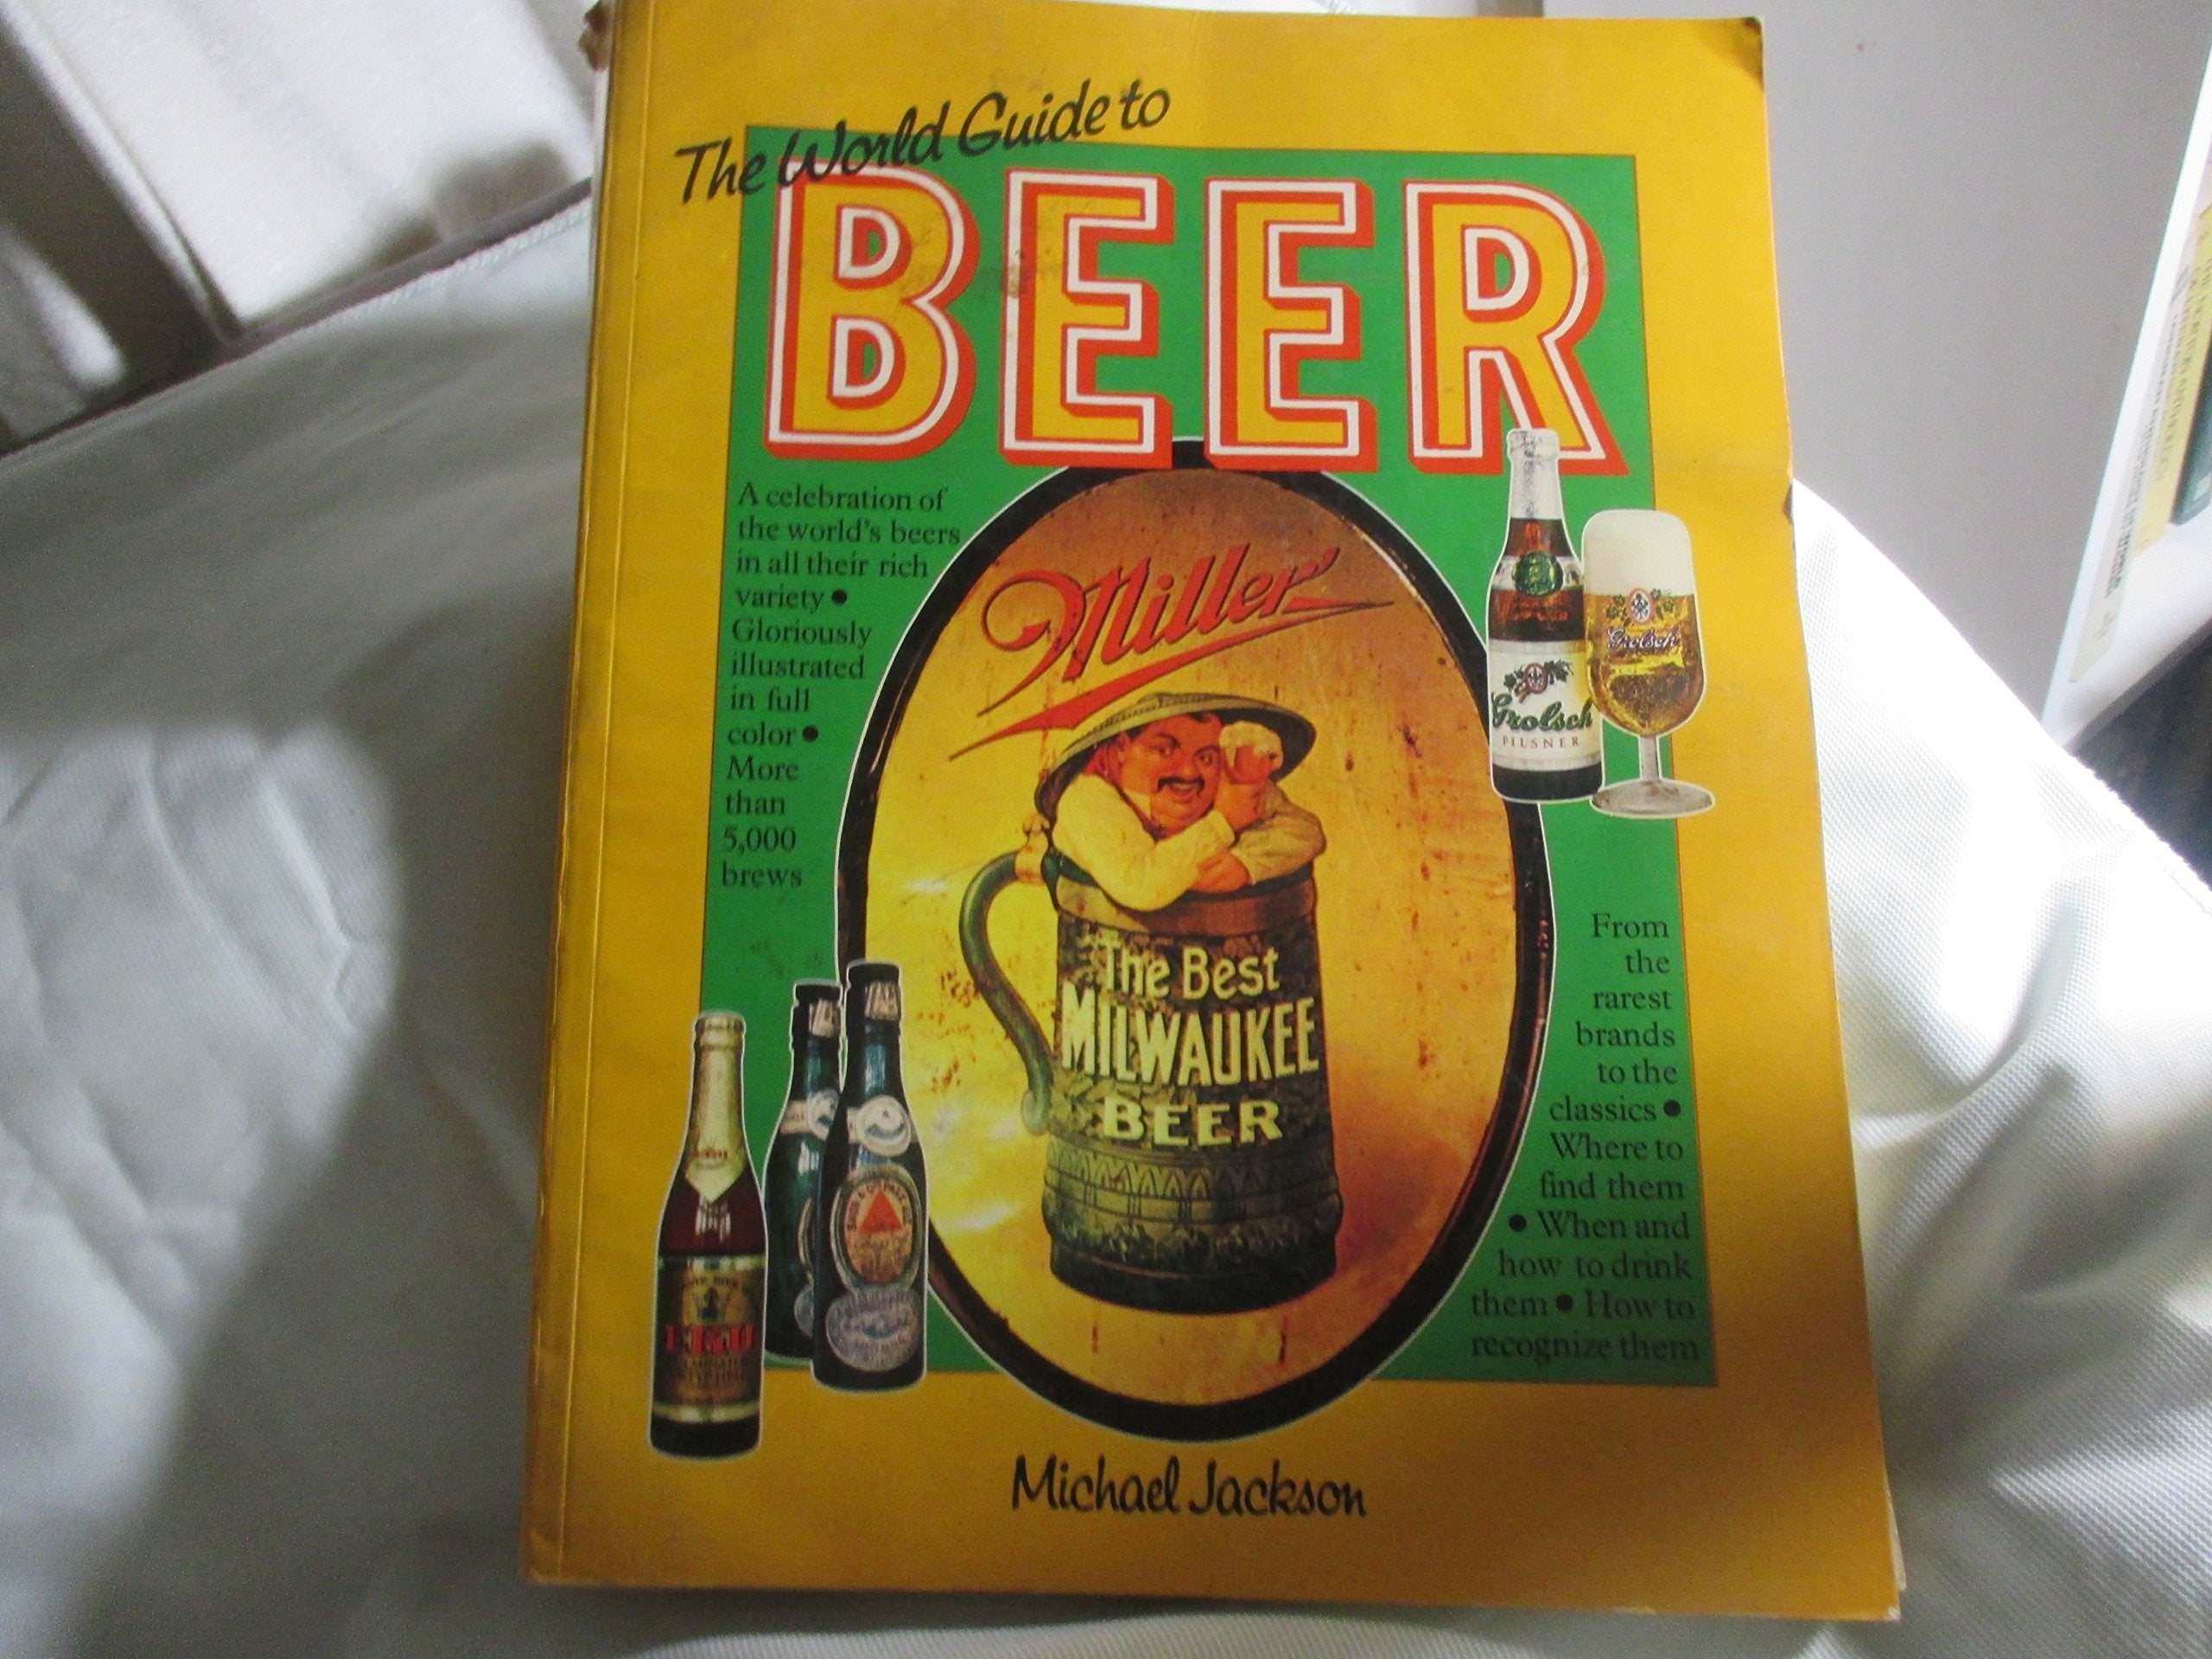 The World Guide to
BEER
A celebration of
the world's beers
in all their rich
variety ●
Gloriously
illustrated
in full
color ●
More
than
5,000
brews
Miller
The Best
MILWAUKEE
BEER
Grolsch
PILSNER
Grolsch
From
the
rarest
brands
to the
classics ●
Where to
find them
● When and
how to drink
them ● How to
recognize them
EKU
Michael Jackson